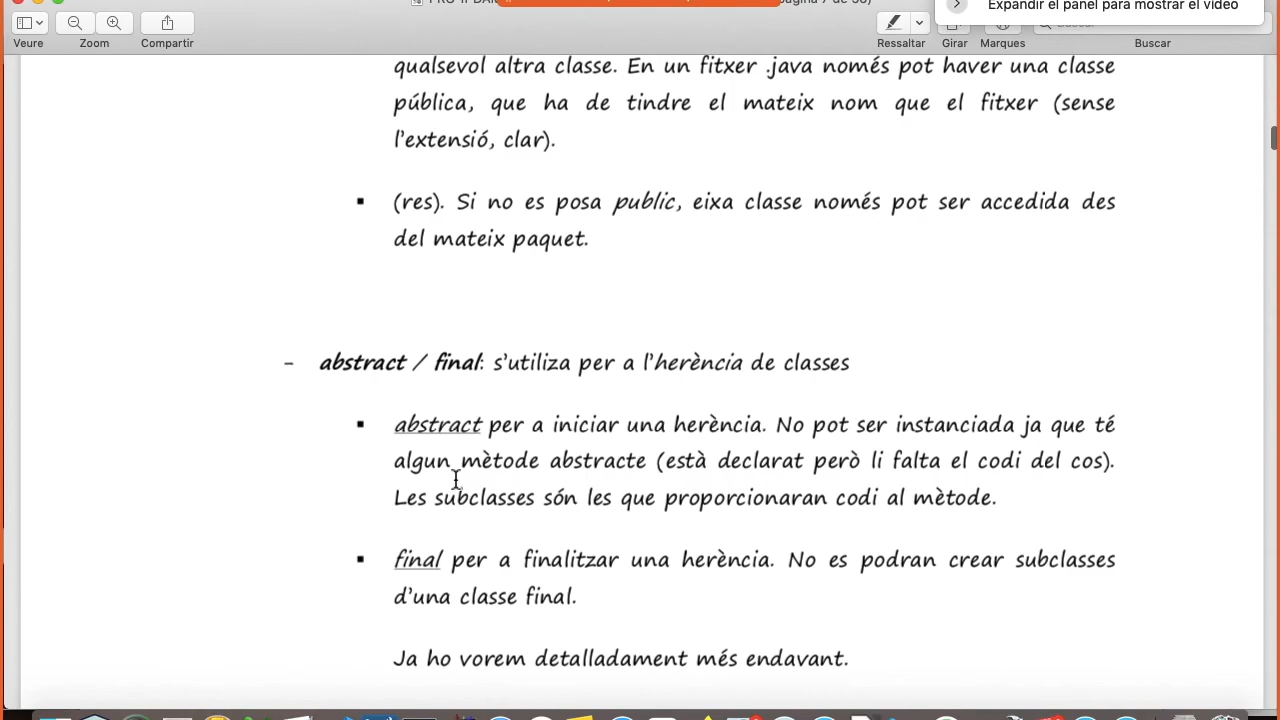 Expandir el panel para mostrar el vídeo
Veure
Zoom
Compartir
Ressaltar
Girar
Marques
Buscar
qualsevol altra classe. En un fitxer .java només pot haver una classe
pública, que ha de tindre el mateix nom que el fitxer (sense
l'extensió, clar).
▪ (res). Si no es posa public, eixa classe només pot ser accedida des
del mateix paquet.
- abstract / final: s'utiliza per a l'herència de classes
▪ abstract per a iniciar una herència. No pot ser instanciada ja que té
algun mètode abstracte (està declarat però li falta el codi del cos).
Les subclasses són les que proporcionaran codi al mètode.
▪ final per a finalitzar una herència. No es podran crear subclasses
d'una classe final.
Ja ho vorem detalladament més endavant.